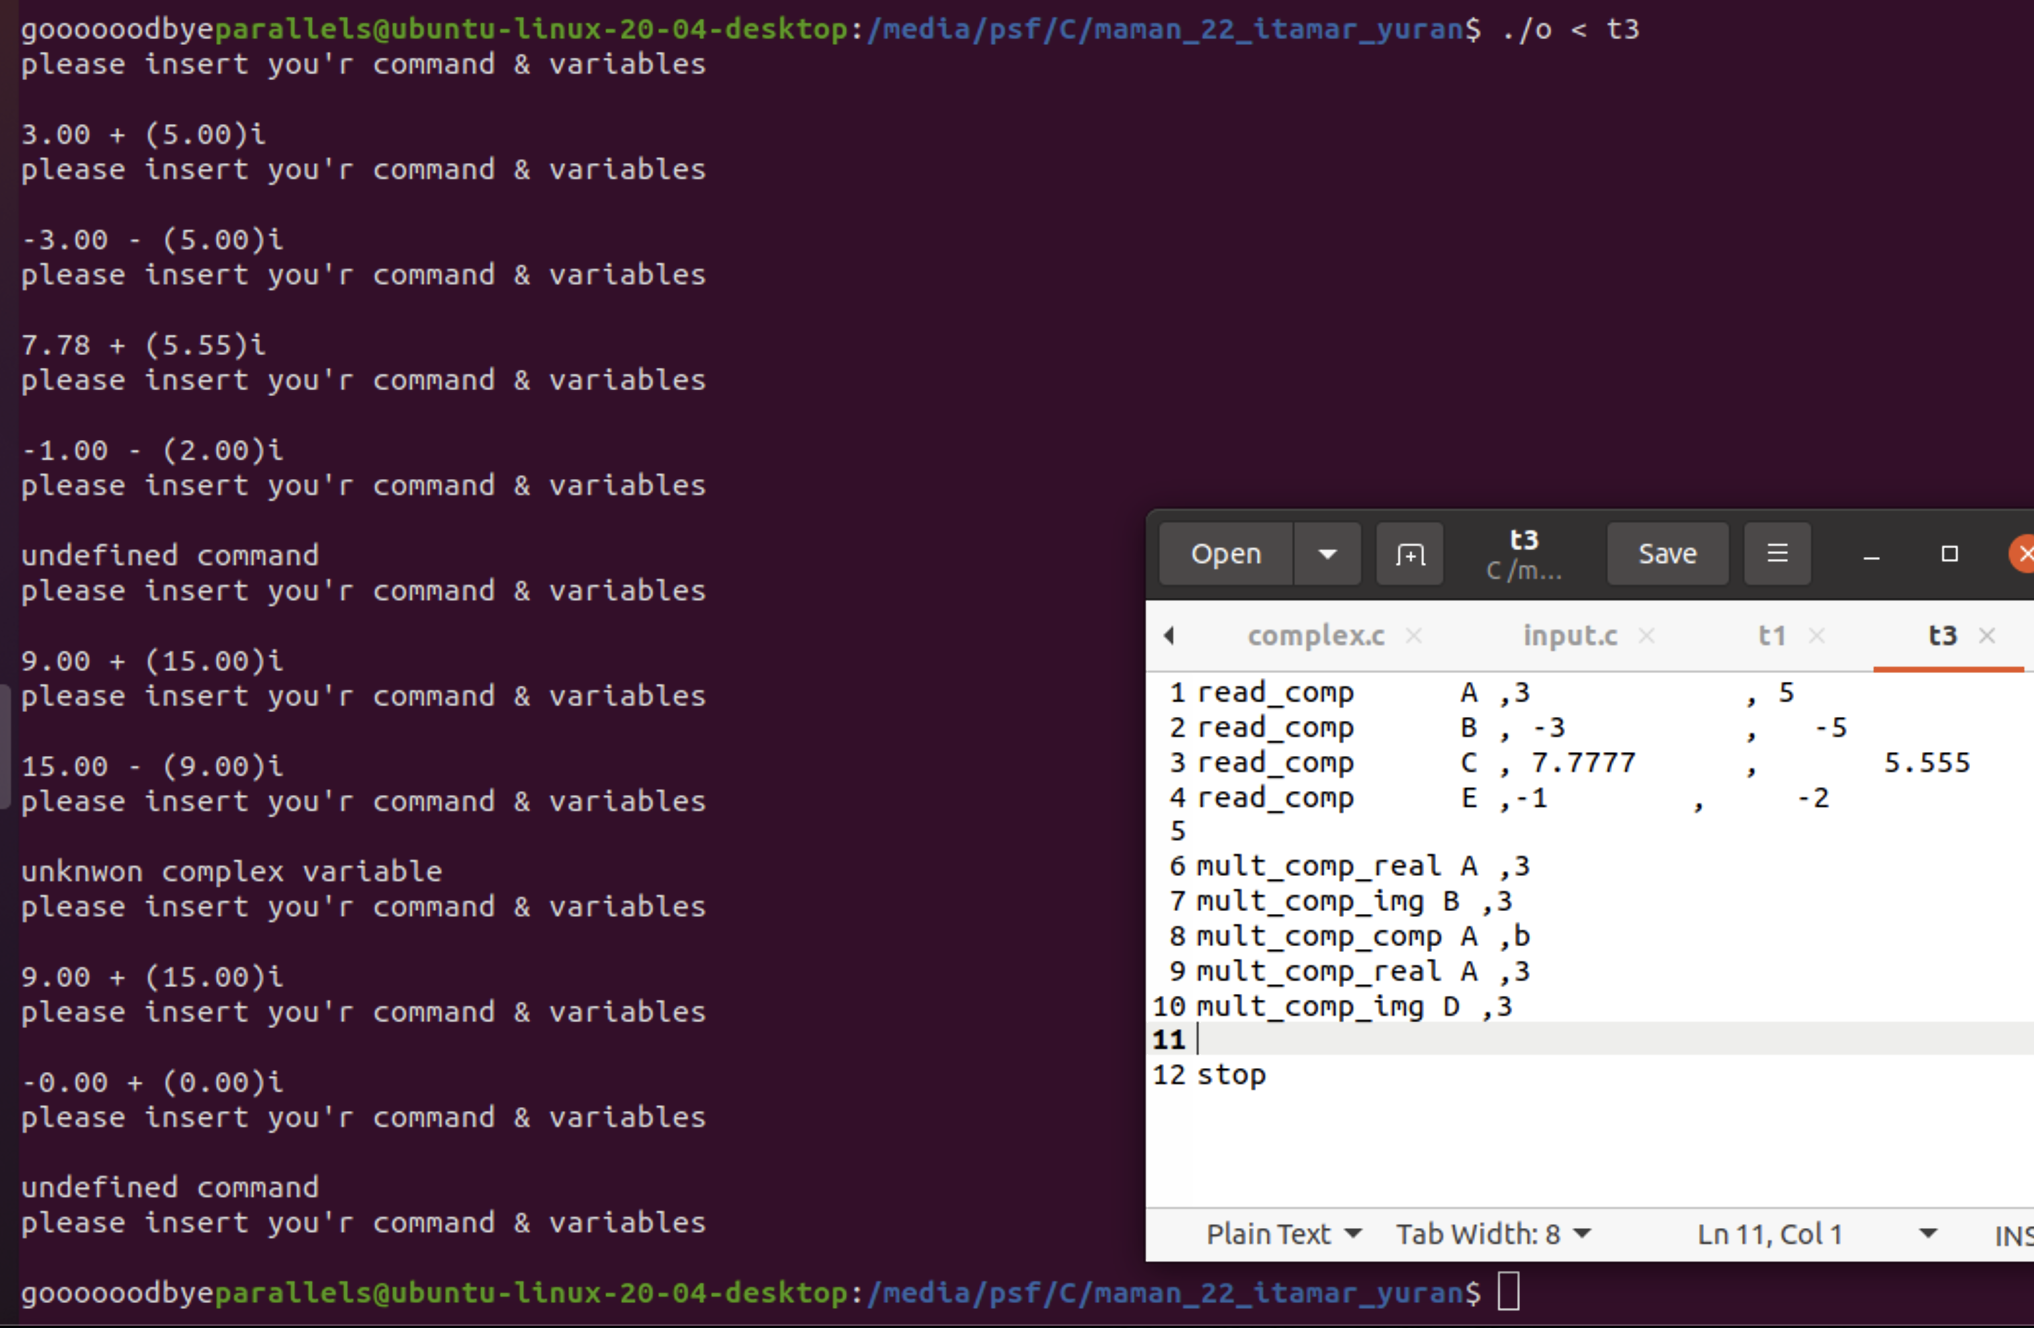 goooooodbyeparallels@ubuntu-linux-20-04-desktop:/media/psf/C/maman_22_itamar_yuran$ ./o < t3
please insert you'r command & variables
3.00 + (5.00)i
please insert you'r command & variables
-3.00 - (5.00)i
please insert you'r command & variables
7.78 + (5.55)i
please insert you'r command & variables
-1.00 - (2.00)i
please insert you'r command & variables
undefined command
please insert you'r command & variables
9.00 + (15.00)i
please insert you'r command & variables
15.00 - (9.00)i
please insert you'r command & variables
unknwon complex variable
please insert you'r command & variables
9.00 + (15.00)i
please insert you'r command & variables
-0.00 + (0.00)i
please insert you'r command & variables
undefined command
please insert you'r command & variables
goooooodbyeparallels@ubuntu-linux-20-04-desktop:/media/psf/C/maman_22_itamar_yuran$
Open t3 Save
C /m...
complex.c input.c t1 t3
1 read_comp A ,3 , 5
2 read_comp B , -3 , -5
3 read_comp C , 7.7777 , 5.555
4 read_comp E ,-1 , -2
5
6 mult_comp_real A ,3
7 mult_comp_img B ,3
8 mult_comp_comp A ,b
9 mult_comp_real A ,3
10 mult_comp_img D ,3
11
12 stop
Plain Text Tab Width: 8 Ln 11, Col 1 INS